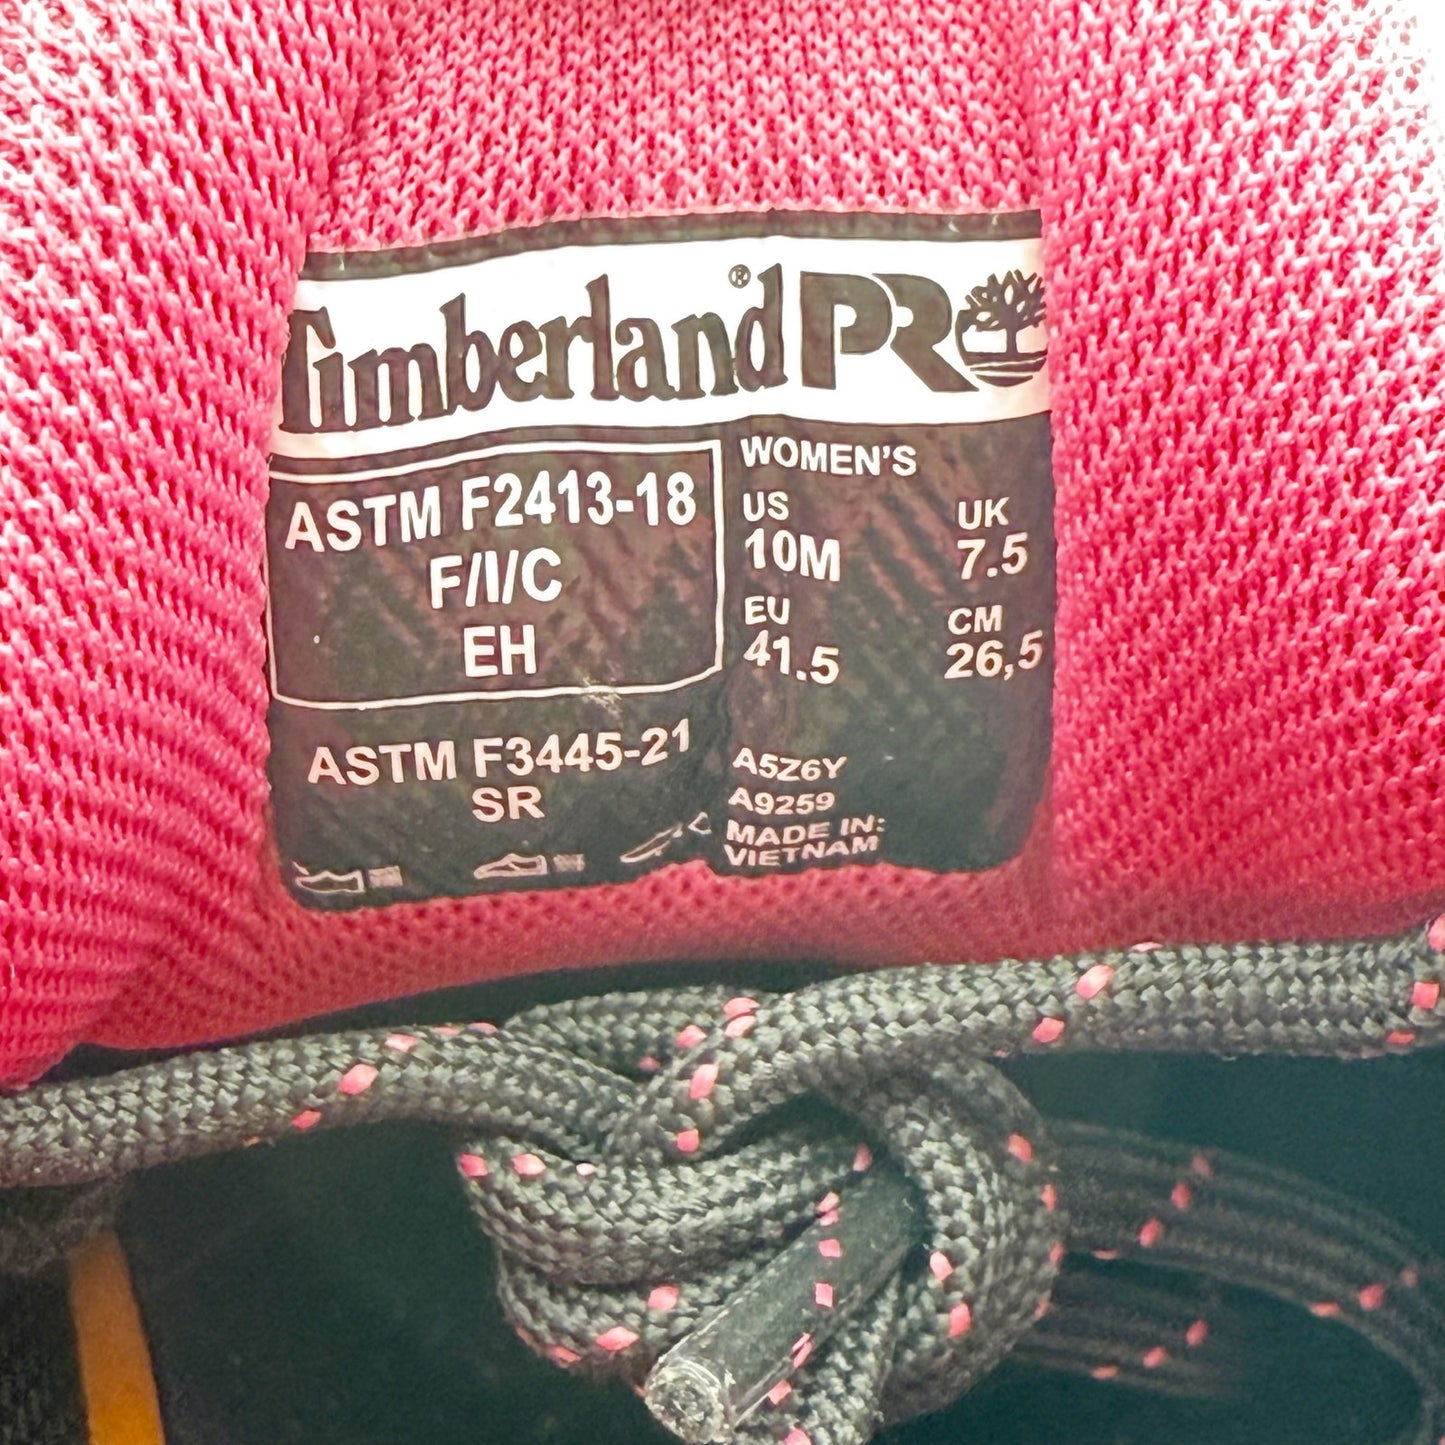 Timberland® PRO
ASTM F2413-18
F/I/C
EH
ASTM F3445-21
SR
WOMEN'S
US UK
10M 7.5
EU CM
41.5 26,5
A5Z6Y
A9259
MADE IN:
VIETNAM